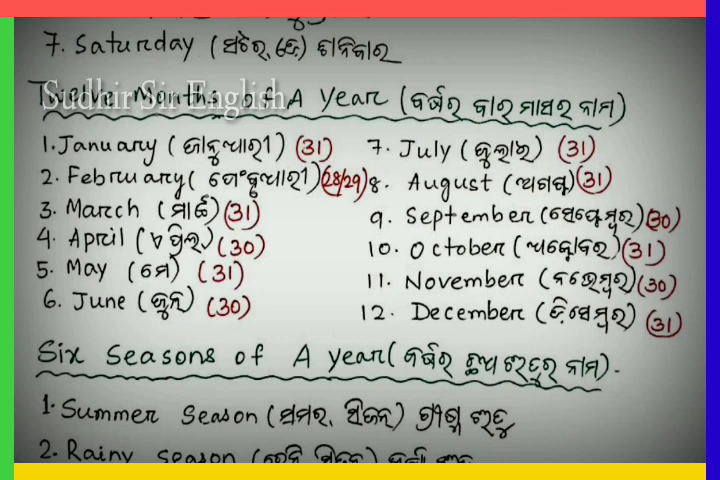 7. Saturday (ସଟର୍ ଡେ) ଶନିବାର
Twelve Months of A Year (ବର୍ଷର ବାର ମାସର ନାମ)
Sudhir Sir English
1. January (ଜାନୁଆରୀ) (31)
2. February (ଫେବୃଆରୀ) (28/29)
3. March (ମାର୍ଚ୍ଚ) (31)
4. April (ଏପ୍ରିଲ) (30)
5. May (ମେ) (31)
6. June (ଜୁନ) (30)
7. July (ଜୁଲାଇ) (31)
8. August (ଅଗଷ୍ଟ) (31)
9. September (ସେପ୍ଟେମ୍ବର) (30)
10. October (ଅକ୍ଟୋବର) (31)
11. November (ନଭେମ୍ବର) (30)
12. December (ଡିସେମ୍ବର) (31)
Six Seasons of A year (ବର୍ଷର ଛଅ ଋତୁର ନାମ).
1. Summer Season (ସମର୍ ସିଜନ୍) ଗ୍ରୀଷ୍ମ ଋତୁ
2. Rainy season